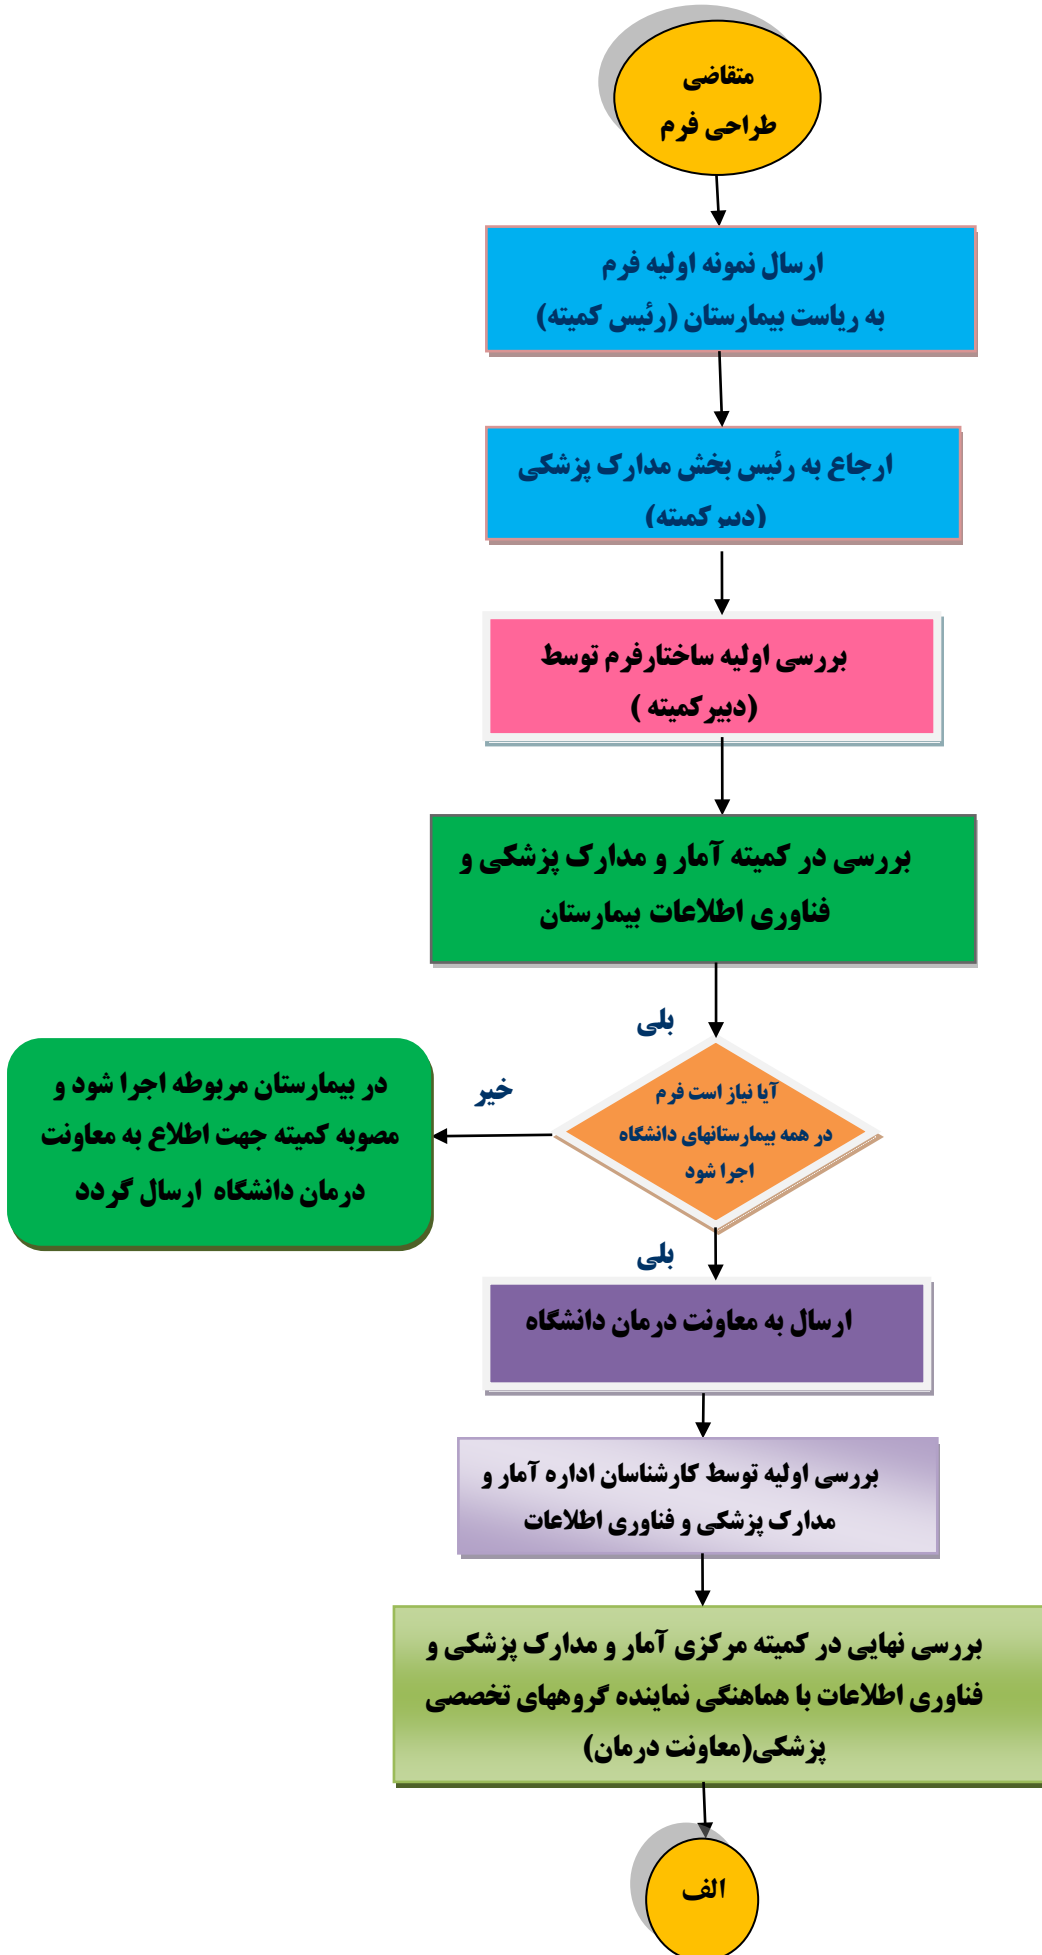 متقاضی
طراحی فرم
ارسال نمونه اولیه فرم
به ریاست بیمارستان (رئیس کمیته)
ارجاع به رئیس بخش مدارک پزشکی
(دبیر کمیته)
بررسی اولیه ساختارفرم توسط
(دبیرکمیته )
بررسی در کمیته آمار و مدارک پزشکی و
فناوری اطلاعات بیمارستان
بلی
آیا نیاز است فرم
در همه بیمارستانهای دانشگاه
اجرا شود
خیر
در بیمارستان مربوطه اجرا شود و
مصوبه کمیته جهت اطلاع به معاونت
درمان دانشگاه ارسال گردد
بلی
ارسال به معاونت درمان دانشگاه
بررسی اولیه توسط کارشناسان اداره آمار و
مدارک پزشکی و فناوری اطلاعات
بررسی نهایی در کمیته مرکزی آمار و مدارک پزشکی و
فناوری اطلاعات با هماهنگی نماینده گروههای تخصصی
پزشکی(معاونت درمان)
الف